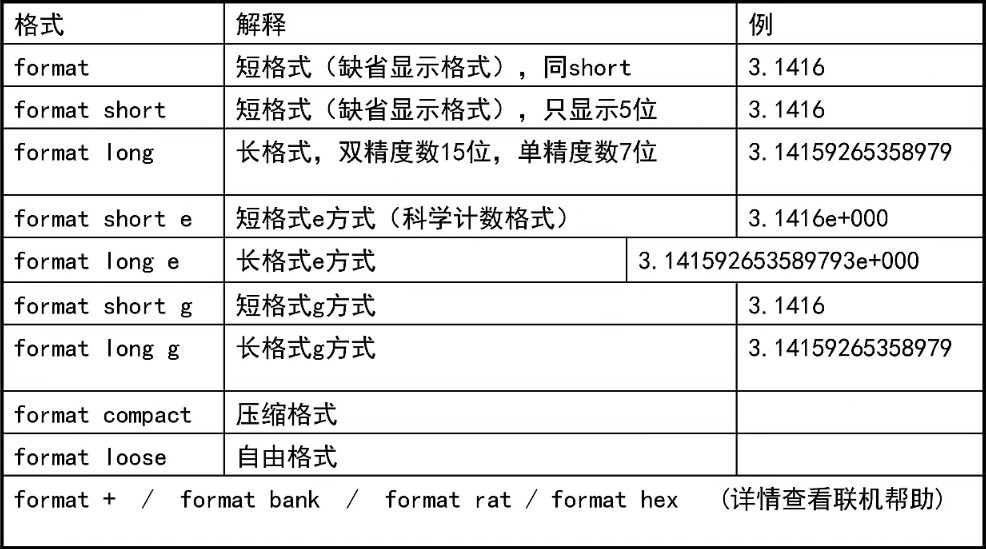 格式 解释 例
format 短格式（缺省显示格式），同short 3.1416
format short 短格式（缺省显示格式），只显示5位 3.1416
format long 长格式，双精度数15位，单精度数7位 3.14159265358979
format short e 短格式e方式（科学计数格式） 3.1416e+000
format long e 长格式e方式 3.141592653589793e+000
format short g 短格式g方式 3.1416
format long g 长格式g方式 3.14159265358979
format compact 压缩格式
format loose 自由格式
format + / format bank / format rat / format hex (详情查看联机帮助)